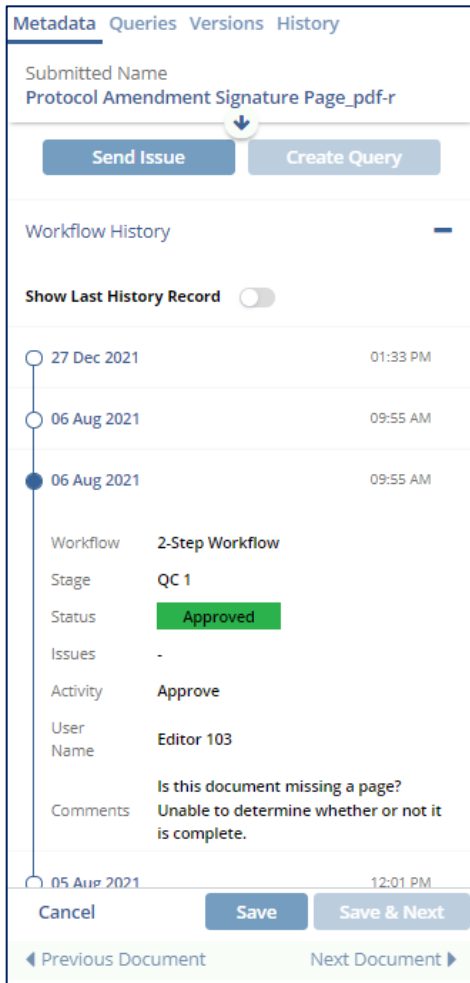 Metadata Queries Versions History
Submitted Name
Protocol Amendment Signature Page_pdf-r
Send Issue Create Query
Workflow History
Show Last History Record
27 Dec 2021 01:33 PM
06 Aug 2021 09:55 AM
06 Aug 2021 09:55 AM
Workflow 2-Step Workflow
Stage QC 1
Status Approved
Issues -
Activity Approve
User
Name Editor 103
Is this document missing a page?
Comments Unable to determine whether or not it
is complete.
05 Aug 2021 12:01 PM
Cancel Save Save & Next
Previous Document Next Document